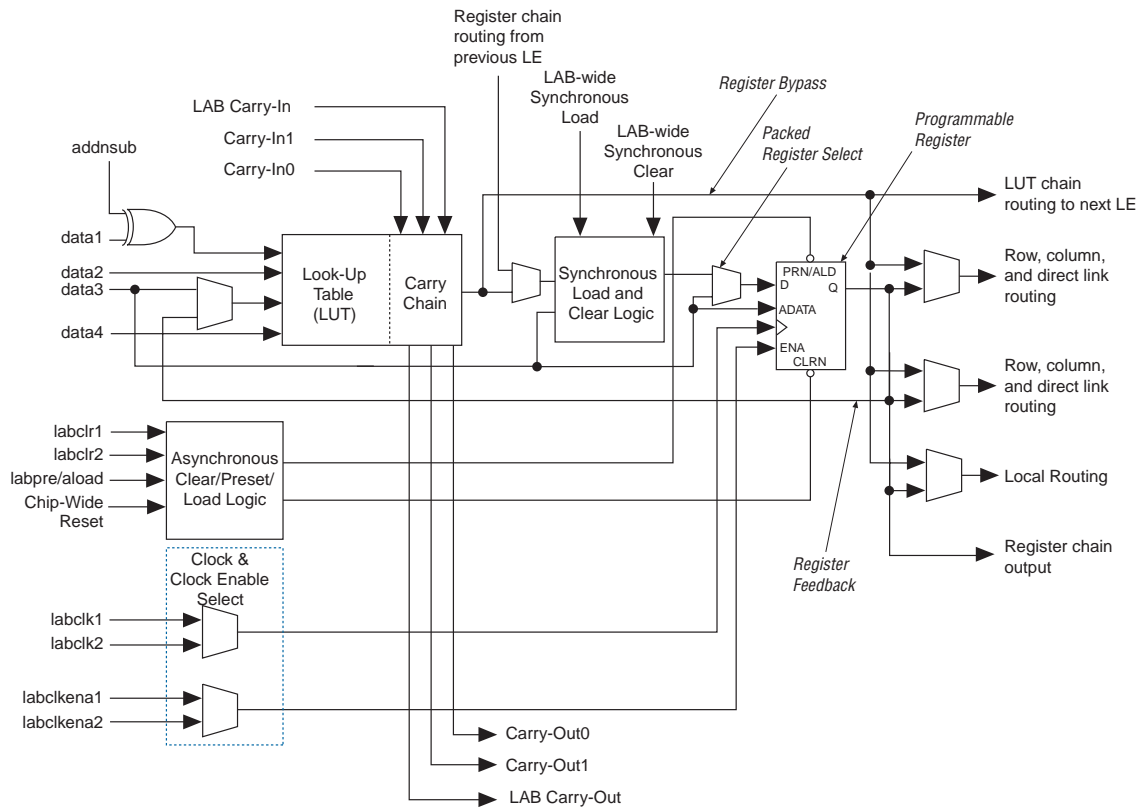 Register chain
routing from
previous LE
LAB-wide
Synchronous
Load
LAB-wide
Synchronous
Clear
Register Bypass
Packed
Register Select
Programmable
Register
LAB Carry-In
Carry-In1
Carry-In0
addnsub
data1
data2
data3
data4
Look-Up
Table
(LUT)
Carry
Chain
Synchronous
Load and
Clear Logic
PRN/ALD
D
Q
ADATA
ENA
CLRN
LUT chain
routing to next LE
Row, column,
and direct link
routing
Row, column,
and direct link
routing
Local Routing
Register chain
output
Register
Feedback
labclr1
labclr2
labpre/aload
Chip-Wide
Reset
Asynchronous
Clear/Preset/
Load Logic
Clock &
Clock Enable
Select
labclk1
labclk2
labclkena1
labclkena2
Carry-Out0
Carry-Out1
LAB Carry-Out